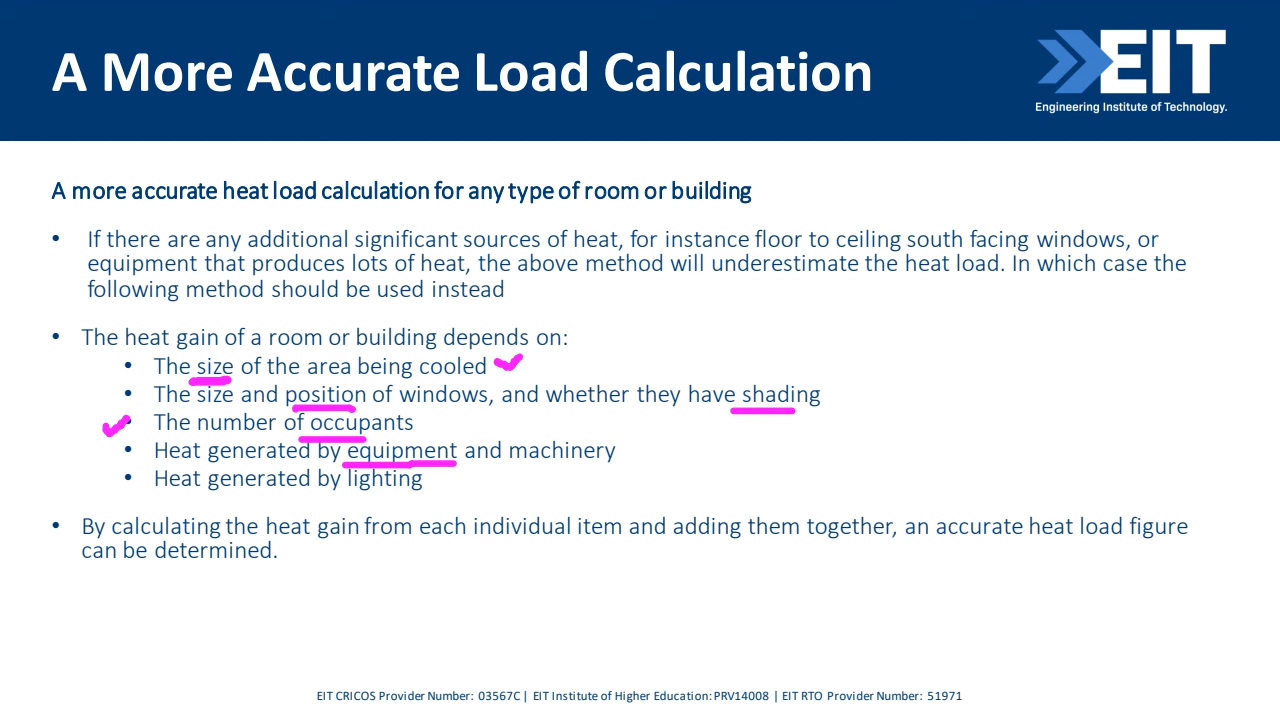 A More Accurate Load Calculation
EIT
Engineering Institute of Technology.
A more accurate heat load calculation for any type of room or building
• If there are any additional significant sources of heat, for instance floor to ceiling south facing windows, or
equipment that produces lots of heat, the above method will underestimate the heat load. In which case the
following method should be used instead
• The heat gain of a room or building depends on:
• The size of the area being cooled
• The size and position of windows, and whether they have shading
• The number of occupants
• Heat generated by equipment and machinery
• Heat generated by lighting
• By calculating the heat gain from each individual item and adding them together, an accurate heat load figure
can be determined.
EIT CRICOS Provider Number: 03567C | EIT Institute of Higher Education: PRV14008 | EIT RTO Provider Number: 51971